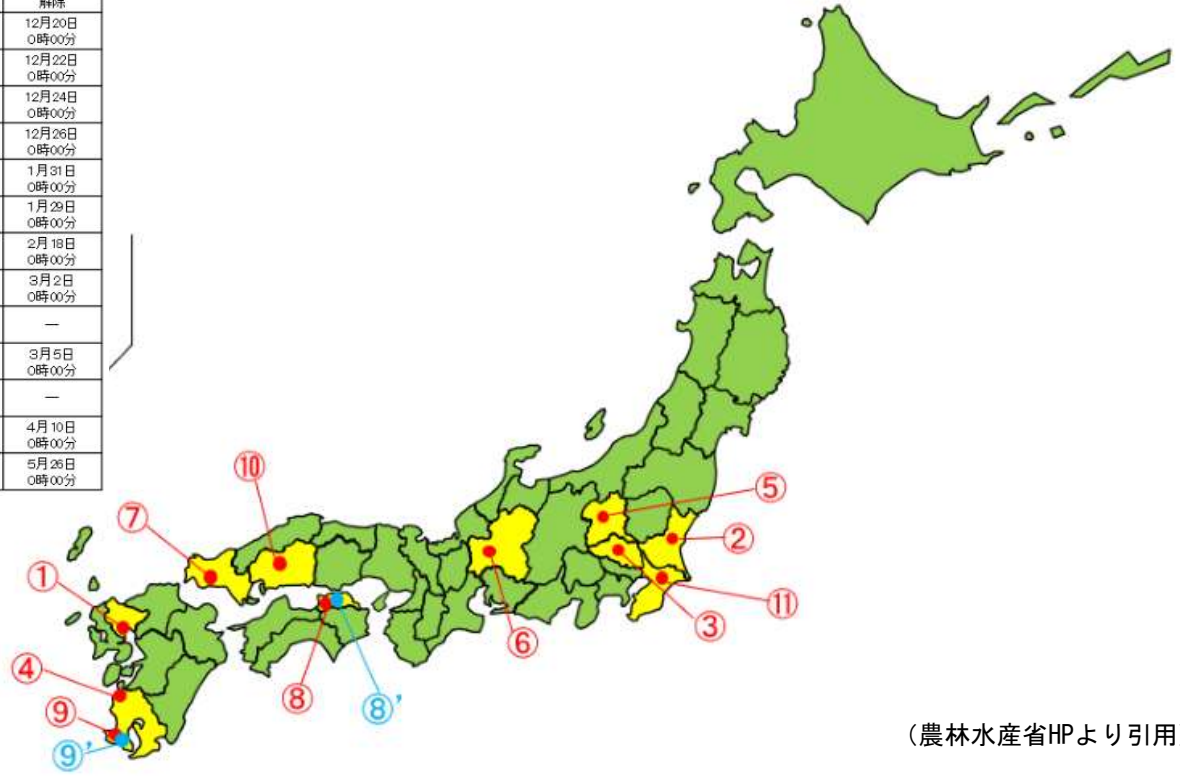 解除
12月20日
0時00分
12月22日
0時00分
12月24日
0時00分
12月26日
0時00分
1月31日
0時00分
1月29日
0時00分
2月18日
0時00分
3月2日
0時00分
―
3月5日
0時00分
―
4月10日
0時00分
5月26日
0時00分
⑩
⑤
⑦
②
①
⑪
③
⑥
④
⑧
⑧’
⑨
⑨’
(農林水産省HPより引用